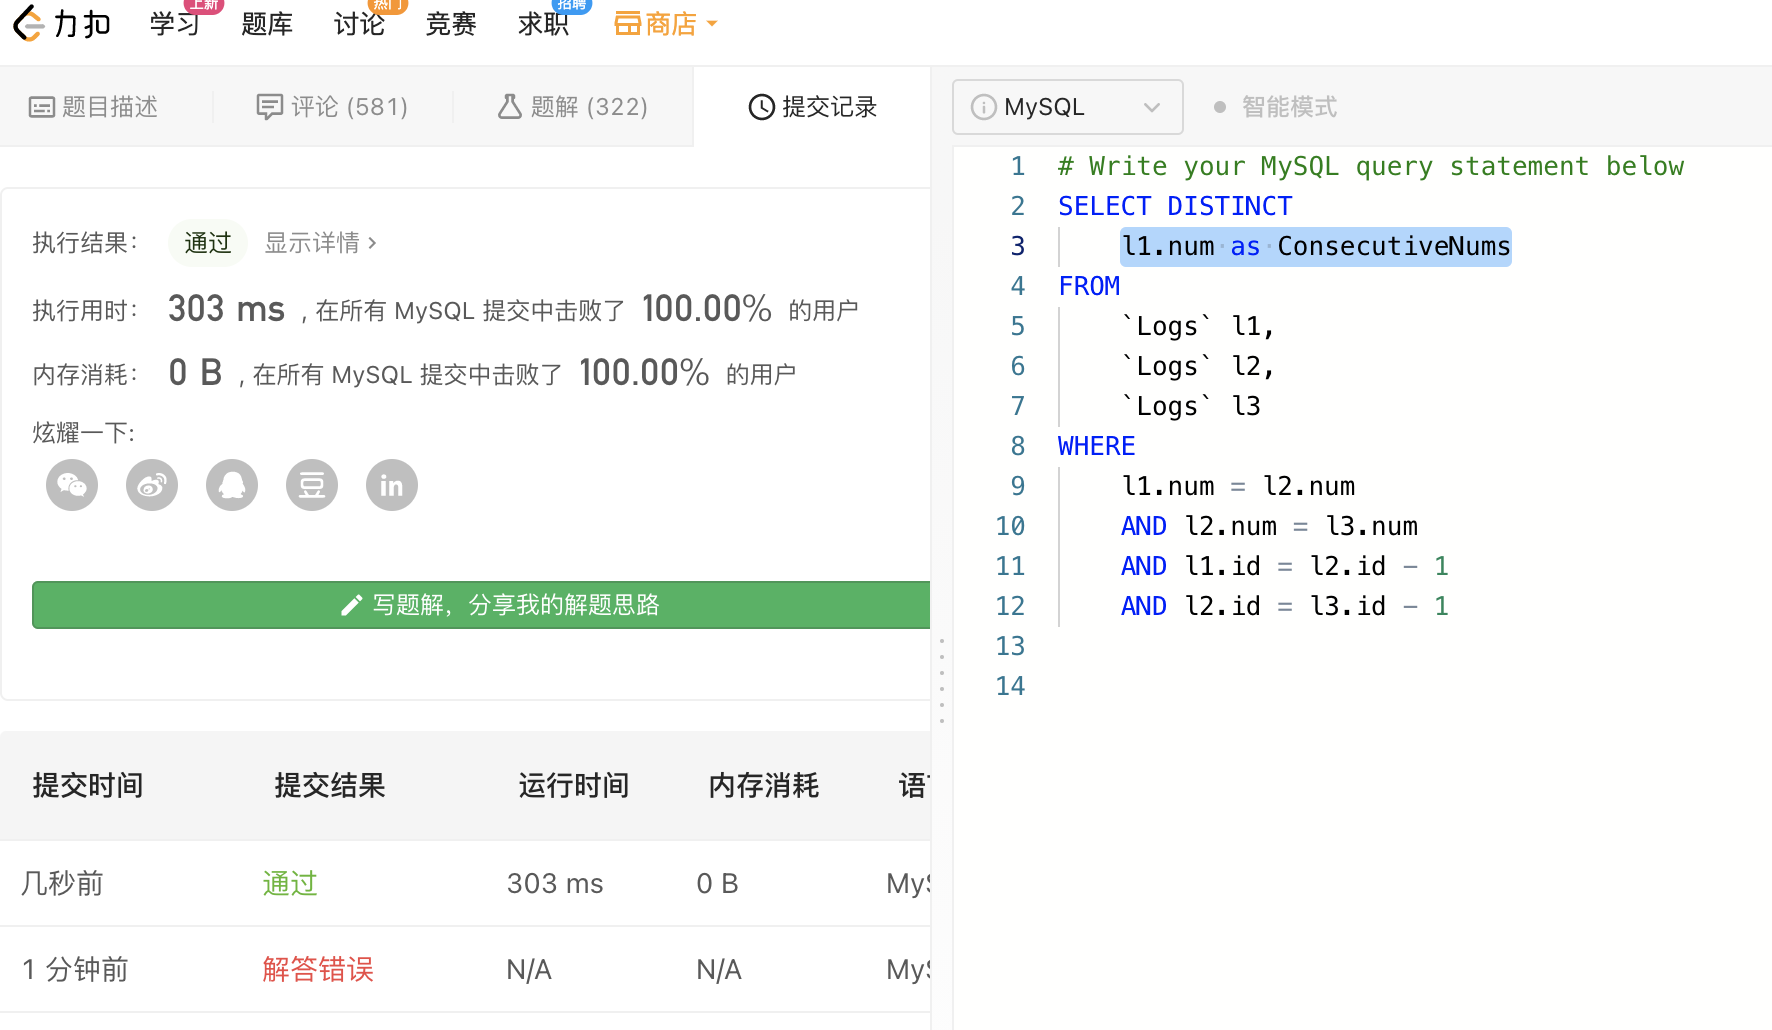 力扣 学习 上新 题库 讨论 热门 竞赛 求职 招聘 商店
题目描述 评论 (581) 题解 (322) 提交记录
执行结果： 通过 显示详情 >
执行用时： 303 ms , 在所有 MySQL 提交中击败了 100.00% 的用户
内存消耗： 0 B , 在所有 MySQL 提交中击败了 100.00% 的用户
炫耀一下:
豆 in
写题解，分享我的解题思路
提交时间 提交结果 运行时间 内存消耗
几秒前 通过 303 ms 0 B
1 分钟前 解答错误 N/A N/A
MySQL 智能模式
1 # Write your MySQL query statement below
2 SELECT DISTINCT
3 l1.num as ConsecutiveNums
4 FROM
5 `Logs` l1,
6 `Logs` l2,
7 `Logs` l3
8 WHERE
9 l1.num = l2.num
10 AND l2.num = l3.num
11 AND l1.id = l2.id - 1
12 AND l2.id = l3.id - 1
13
14